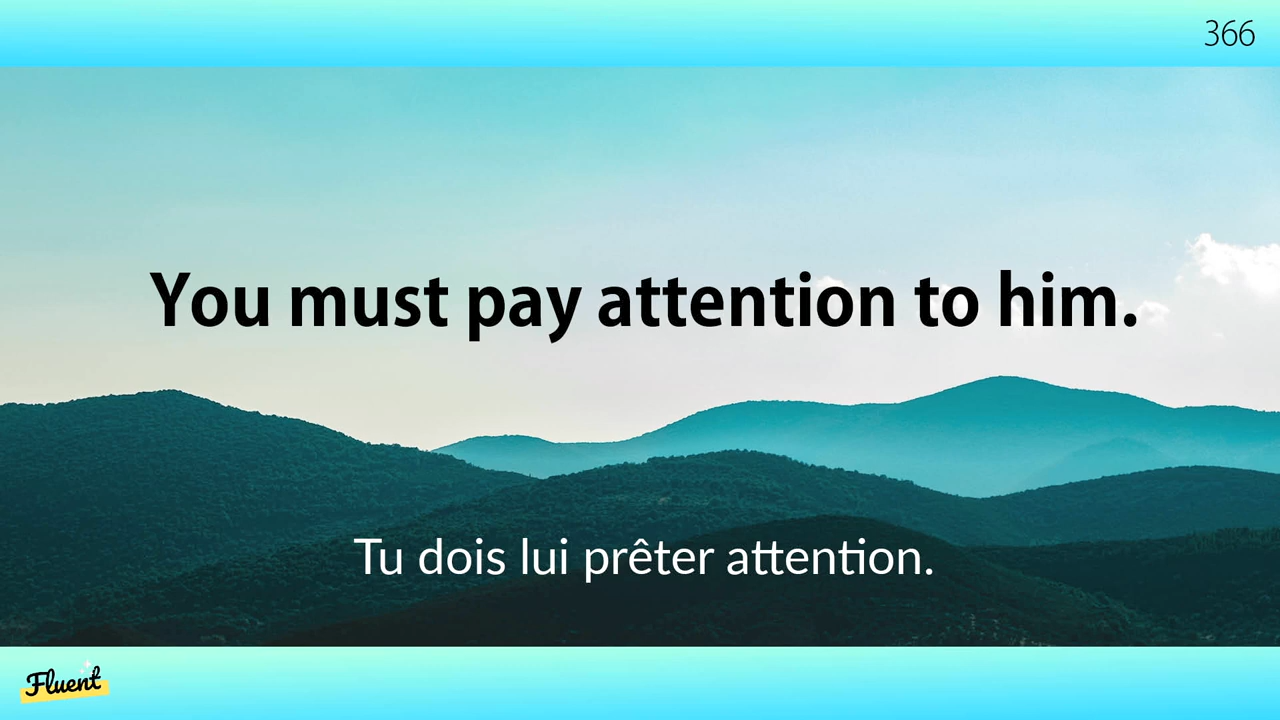 366
You must pay attention to him.
Tu dois lui prêter attention.
Fluent